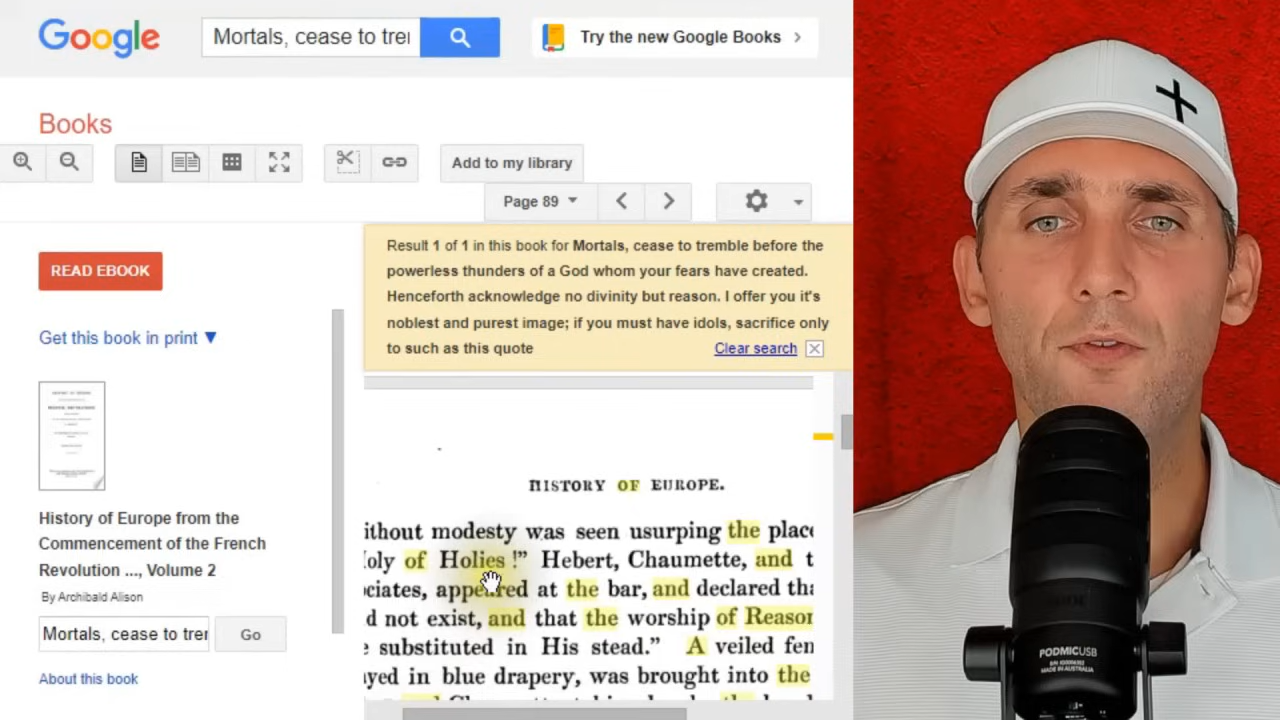 Google
Mortals, cease to trei
Try the new Google Books
Books
Add to my library
Page 89
READ EBOOK
Get this book in print ▼
Result 1 of 1 in this book for Mortals, cease to tremble before the
powerless thunders of a God whom your fears have created.
Henceforth acknowledge no divinity but reason. I offer you it's
noblest and purest image; if you must have idols, sacrifice only
to such as this quote
Clear search
HISTORY OF EUROPE.
ithout modesty was seen usurping the place
oly of Holies !" Hebert, Chaumette, and t
ciates, appeared at the bar, and declared tha
d not exist, and that the worship of Reason
e substituted in His stead." A veiled fem
yed in blue drapery, was brought into the
History of Europe from the
Commencement of the French
Revolution ..., Volume 2
By Archibald Alison
Mortals, cease to trer
Go
About this book
PODMICUSB
MADE IN AUSTRALIA